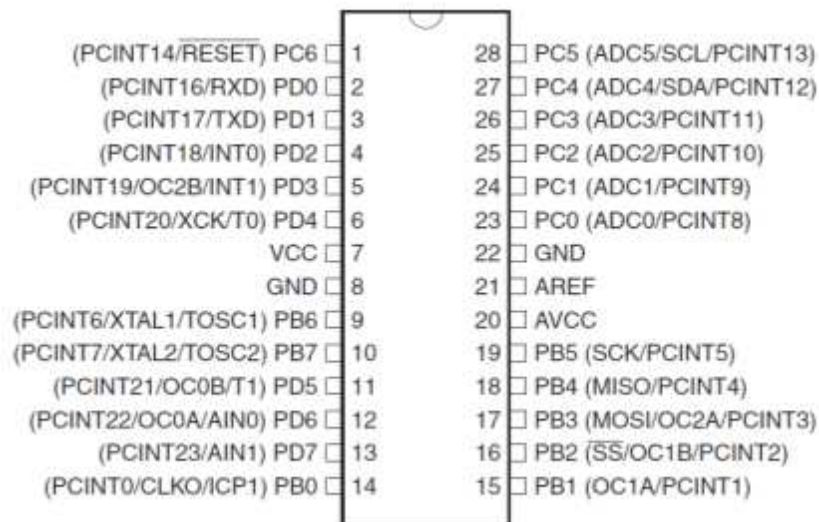 (PCINT14/RESET) PC6 1 28 PC5 (ADC5/SCL/PCINT13)
(PCINT16/RXD) PD0 2 27 PC4 (ADC4/SDA/PCINT12)
(PCINT17/TXD) PD1 3 26 PC3 (ADC3/PCINT11)
(PCINT18/INT0) PD2 4 25 PC2 (ADC2/PCINT10)
(PCINT19/OC2B/INT1) PD3 5 24 PC1 (ADC1/PCINT9)
(PCINT20/XCK/T0) PD4 6 23 PC0 (ADC0/PCINT8)
VCC 7 22 GND
GND 8 21 AREF
(PCINT6/XTAL1/TOSC1) PB6 9 20 AVCC
(PCINT7/XTAL2/TOSC2) PB7 10 19 PB5 (SCK/PCINT5)
(PCINT21/OC0B/T1) PD5 11 18 PB4 (MISO/PCINT4)
(PCINT22/OC0A/AIN0) PD6 12 17 PB3 (MOSI/OC2A/PCINT3)
(PCINT23/AIN1) PD7 13 16 PB2 (SS/OC1B/PCINT2)
(PCINT0/CLKO/ICP1) PB0 14 15 PB1 (OC1A/PCINT1)